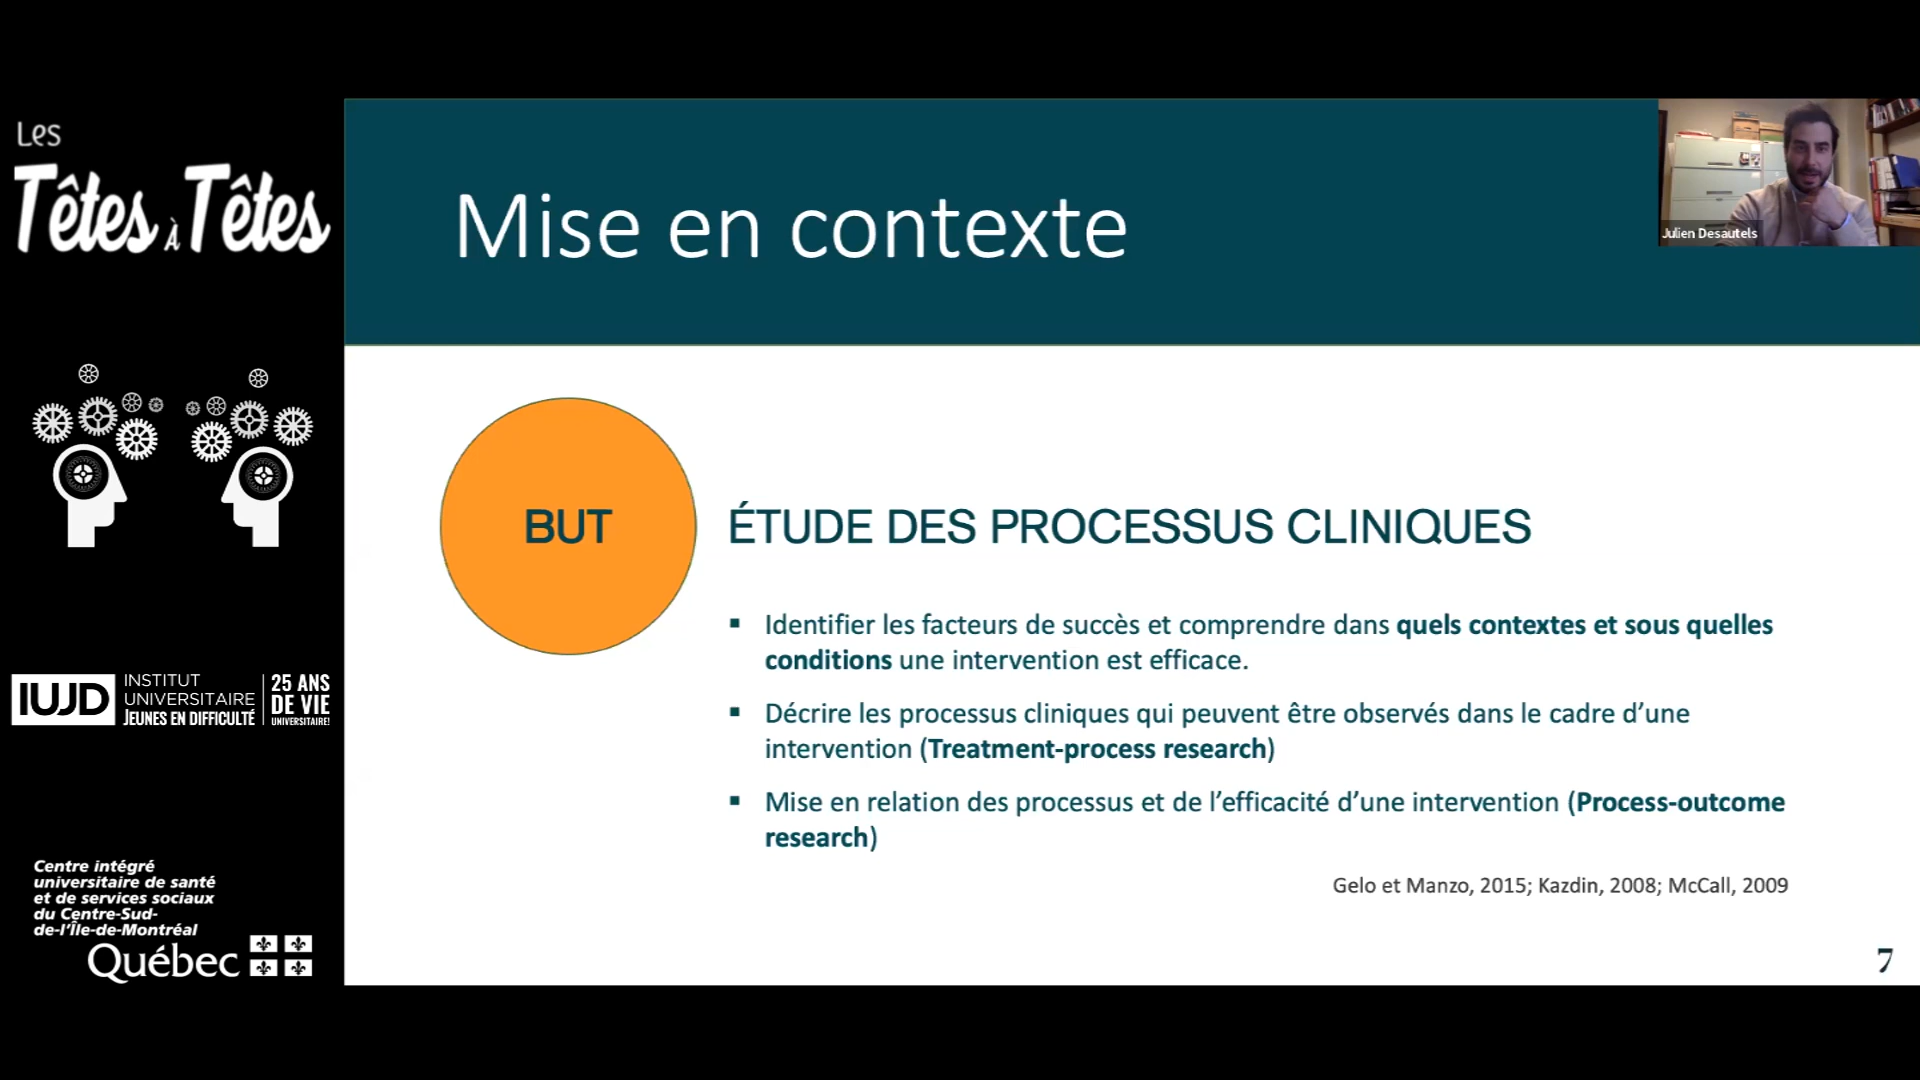 Les
Têtes à Têtes
IUJD
INSTITUT
UNIVERSITAIRE
JEUNES EN DIFFICULTÉ
25 ANS
DE VIE
UNIVERSITAIRE!
Centre intégré
universitaire de santé
et de services sociaux
du Centre-Sud-
de-l'Île-de-Montréal
Québec
Mise en contexte
Julien Desautels
BUT
ÉTUDE DES PROCESSUS CLINIQUES
▪ Identifier les facteurs de succès et comprendre dans quels contextes et sous quelles
conditions une intervention est efficace.
▪ Décrire les processus cliniques qui peuvent être observés dans le cadre d’une
intervention (Treatment-process research)
▪ Mise en relation des processus et de l’efficacité d’une intervention (Process-outcome
research)
Gelo et Manzo, 2015; Kazdin, 2008; McCall, 2009
7